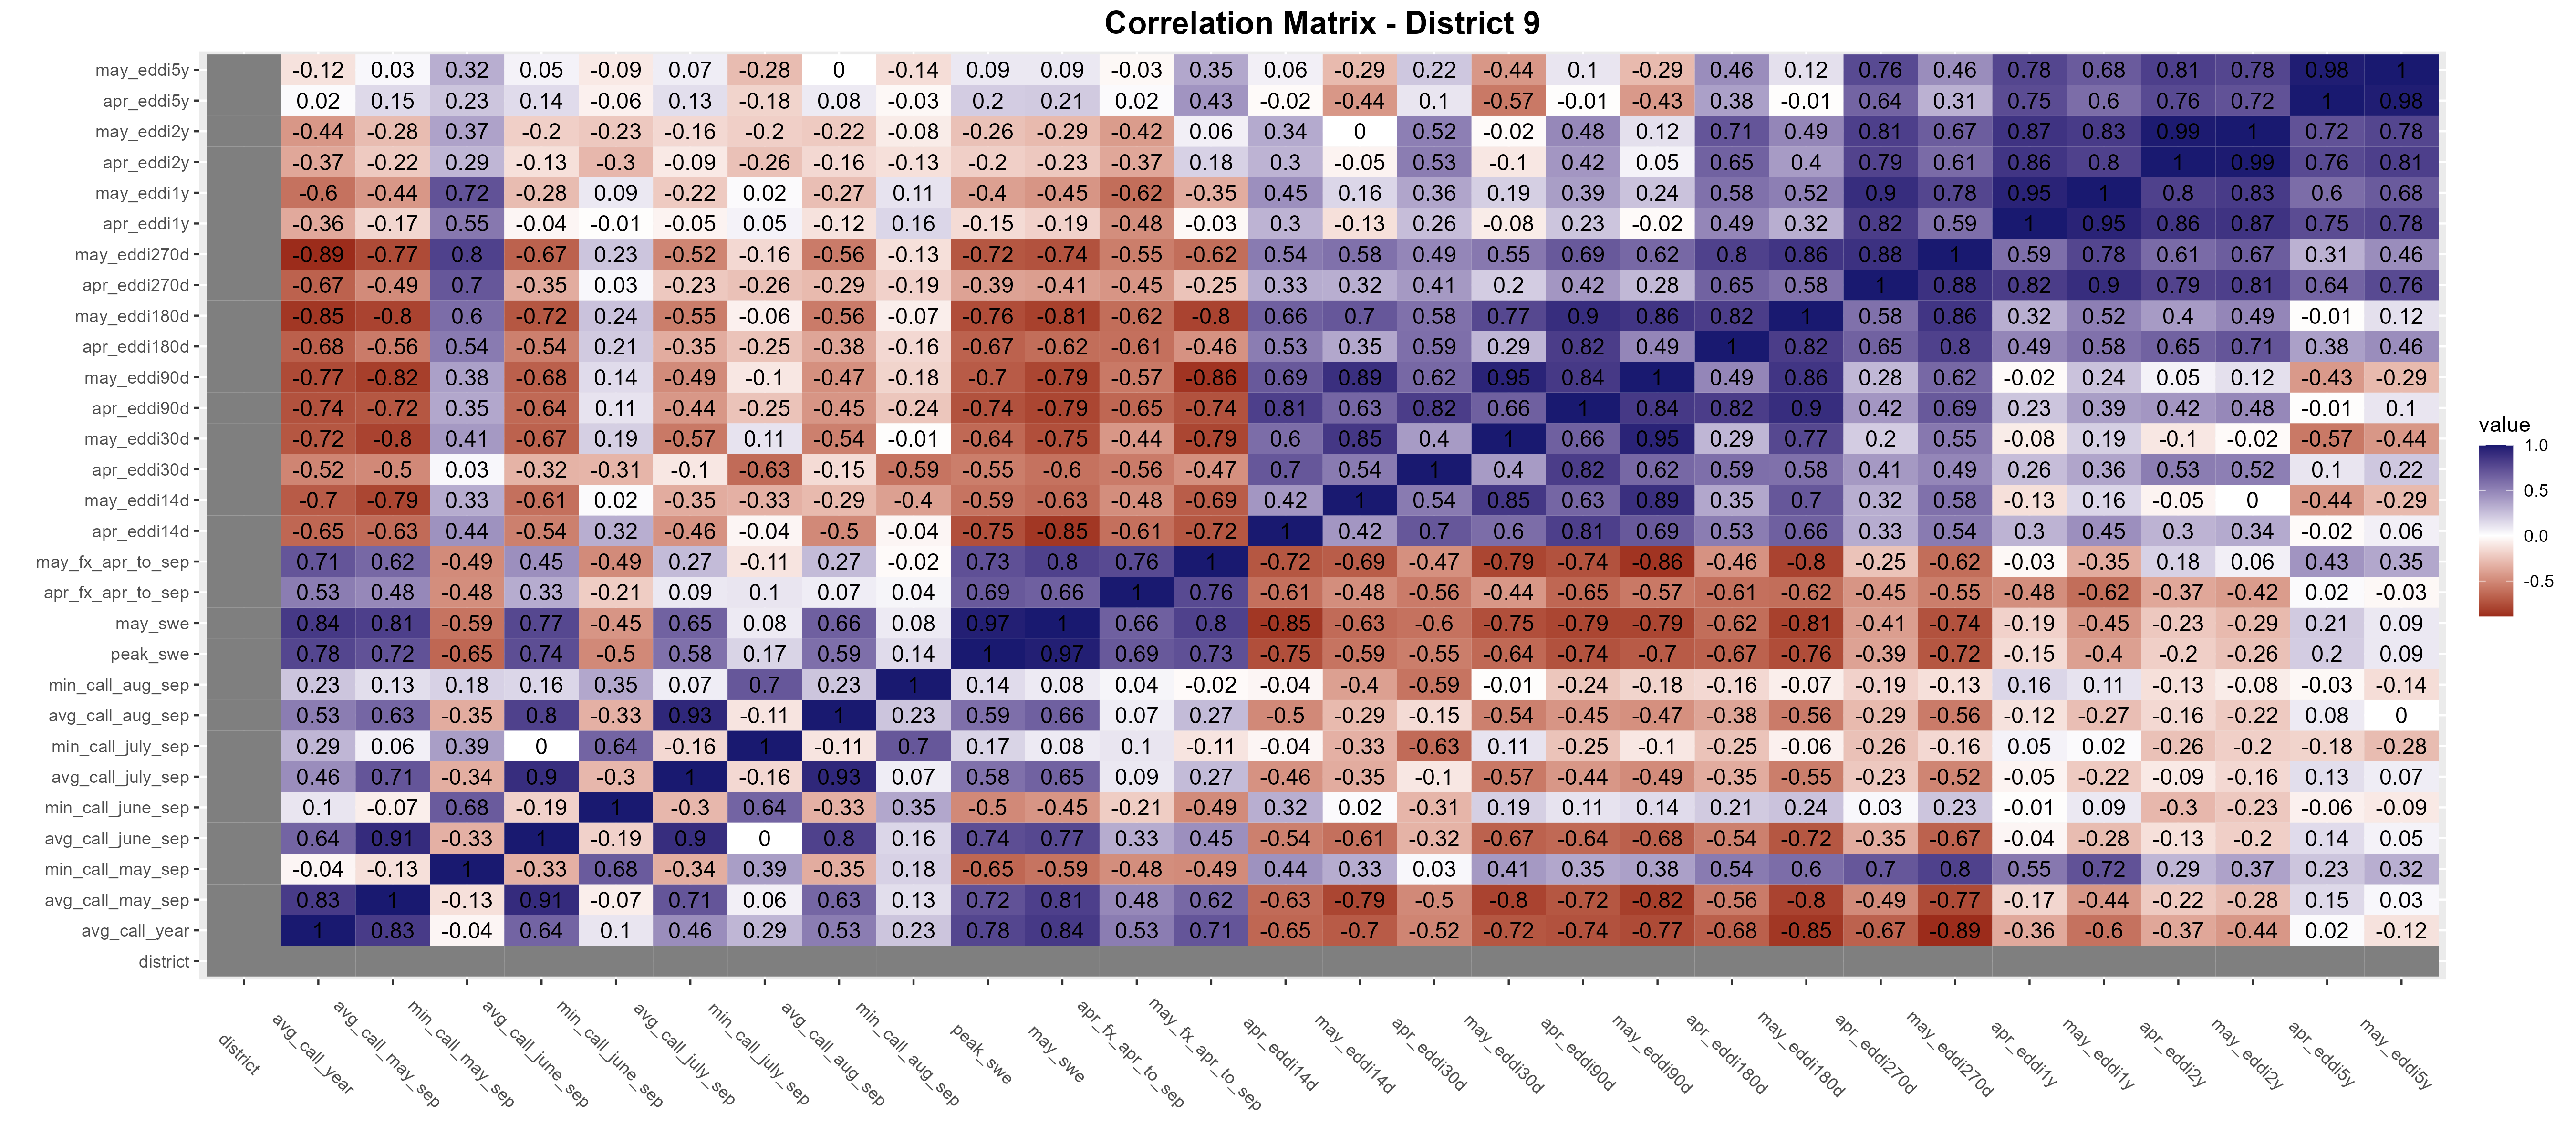 Correlation Matrix - District 9
may_eddi5y -0.12 0.03 0.32 0.05 -0.09 0.07 -0.28 0 -0.14 0.09 0.09 -0.03 0.35 0.06 -0.29 0.22 -0.44 0.1 -0.29 0.46 0.12 0.76 0.46 0.78 0.68 0.81 0.78 0.98 1
apr_eddi5y 0.02 0.15 0.23 0.14 -0.06 0.13 -0.18 0.08 -0.03 0.2 0.21 0.02 0.43 -0.02 -0.44 0.1 -0.57 -0.01 -0.43 0.38 -0.01 0.64 0.31 0.75 0.6 0.76 0.72 1 0.98
may_eddi2y -0.44 -0.28 0.37 -0.2 -0.23 -0.16 -0.2 -0.22 -0.08 -0.26 -0.29 -0.42 0.06 0.34 0 0.52 -0.02 0.48 0.12 0.71 0.49 0.81 0.67 0.87 0.83 0.99 1 0.72 0.78
apr_eddi2y -0.37 -0.22 0.29 -0.13 -0.3 -0.09 -0.26 -0.16 -0.13 -0.2 -0.23 -0.37 0.18 0.3 -0.05 0.53 -0.1 0.42 0.05 0.65 0.4 0.79 0.61 0.86 0.8 1 0.99 0.76 0.81
may_eddi1y -0.6 -0.44 0.72 -0.28 0.09 -0.22 0.02 -0.27 0.11 -0.4 -0.45 -0.62 -0.35 0.45 0.16 0.36 0.19 0.39 0.24 0.58 0.52 0.9 0.78 0.95 1 0.8 0.83 0.6 0.68
apr_eddi1y -0.36 -0.17 0.55 -0.04 -0.01 -0.05 0.05 -0.12 0.16 -0.15 -0.19 -0.48 -0.03 0.3 -0.13 0.26 -0.08 0.23 -0.02 0.49 0.32 0.82 0.59 1 0.95 0.86 0.87 0.75 0.78
may_eddi270d -0.89 -0.77 0.8 -0.67 0.23 -0.52 -0.16 -0.56 -0.13 -0.72 -0.74 -0.55 -0.62 0.54 0.58 0.49 0.55 0.69 0.62 0.8 0.86 0.88 1 0.59 0.78 0.61 0.67 0.31 0.46
apr_eddi270d -0.67 -0.49 0.7 -0.35 0.03 -0.23 -0.26 -0.29 -0.19 -0.39 -0.41 -0.45 -0.25 0.33 0.32 0.41 0.2 0.42 0.28 0.65 0.58 1 0.88 0.82 0.9 0.79 0.81 0.64 0.76
may_eddi180d -0.85 -0.8 0.6 -0.72 0.24 -0.55 -0.06 -0.56 -0.07 -0.76 -0.81 -0.62 -0.8 0.66 0.7 0.58 0.77 0.9 0.86 0.82 1 0.58 0.86 0.32 0.52 0.4 0.49 -0.01 0.12
apr_eddi180d -0.68 -0.56 0.54 -0.54 0.21 -0.35 -0.25 -0.38 -0.16 -0.67 -0.62 -0.61 -0.46 0.53 0.35 0.59 0.29 0.82 0.49 1 0.82 0.65 0.8 0.49 0.58 0.65 0.71 0.38 0.46
may_eddi90d -0.77 -0.82 0.38 -0.68 0.14 -0.49 -0.1 -0.47 -0.18 -0.7 -0.79 -0.57 -0.86 0.69 0.89 0.62 0.95 0.84 1 0.49 0.86 0.28 0.62 -0.02 0.24 0.05 0.12 -0.43 -0.29
apr_eddi90d -0.74 -0.72 0.35 -0.64 0.11 -0.44 -0.25 -0.45 -0.24 -0.74 -0.79 -0.65 -0.74 0.81 0.63 0.82 0.66 1 0.84 0.82 0.9 0.42 0.69 0.23 0.39 0.42 0.48 -0.01 0.1
may_eddi30d -0.72 -0.8 0.41 -0.67 0.19 -0.57 0.11 -0.54 -0.01 -0.64 -0.75 -0.44 -0.79 0.6 0.85 0.4 1 0.66 0.95 0.29 0.77 0.2 0.55 -0.08 0.19 -0.1 -0.02 -0.57 -0.44
apr_eddi30d -0.52 -0.5 0.03 -0.32 -0.31 -0.1 -0.63 -0.15 -0.59 -0.55 -0.6 -0.56 -0.47 0.7 0.54 1 0.4 0.82 0.62 0.59 0.58 0.41 0.49 0.26 0.36 0.53 0.52 0.1 0.22
may_eddi14d -0.7 -0.79 0.33 -0.61 0.02 -0.35 -0.33 -0.29 -0.4 -0.59 -0.63 -0.48 -0.69 0.42 1 0.54 0.85 0.63 0.89 0.35 0.7 0.32 0.58 -0.13 0.16 -0.05 0 -0.44 -0.29
apr_eddi14d -0.65 -0.63 0.44 -0.54 0.32 -0.46 -0.04 -0.5 -0.04 -0.75 -0.85 -0.61 -0.72 1 0.42 0.7 0.6 0.81 0.69 0.53 0.66 0.33 0.54 0.3 0.45 0.3 0.34 -0.02 0.06
may_fx_apr_to_sep 0.71 0.62 -0.49 0.45 -0.49 0.27 -0.11 0.27 -0.02 0.73 0.8 0.76 1 -0.72 -0.69 -0.47 -0.79 -0.74 -0.86 -0.46 -0.8 -0.25 -0.62 -0.03 -0.35 0.18 0.06 0.43 0.35
apr_fx_apr_to_sep 0.53 0.48 -0.48 0.33 -0.21 0.09 0.1 0.07 0.04 0.69 0.66 1 0.76 -0.61 -0.48 -0.56 -0.44 -0.65 -0.57 -0.61 -0.62 -0.45 -0.55 -0.48 -0.62 -0.37 -0.42 0.02 -0.03
may_swe 0.84 0.81 -0.59 0.77 -0.45 0.65 0.08 0.66 0.08 0.97 1 0.66 0.8 -0.85 -0.63 -0.6 -0.75 -0.79 -0.79 -0.62 -0.81 -0.41 -0.74 -0.19 -0.45 -0.23 -0.29 0.21 0.09
peak_swe 0.78 0.72 -0.65 0.74 -0.5 0.58 0.17 0.59 0.14 1 0.97 0.69 0.73 -0.75 -0.59 -0.55 -0.64 -0.74 -0.7 -0.67 -0.76 -0.39 -0.72 -0.15 -0.4 -0.2 -0.26 0.2 0.09
min_call_aug_sep 0.23 0.13 0.18 0.16 0.35 0.07 0.7 0.23 1 0.14 0.08 0.04 -0.02 -0.04 -0.4 -0.59 -0.01 -0.24 -0.18 -0.16 -0.07 -0.19 -0.13 0.16 0.11 -0.13 -0.08 -0.03 -0.14
avg_call_aug_sep 0.53 0.63 -0.35 0.8 -0.33 0.93 -0.11 1 0.23 0.59 0.66 0.07 0.27 -0.5 -0.29 -0.15 -0.54 -0.45 -0.47 -0.38 -0.56 -0.29 -0.56 -0.12 -0.27 -0.16 -0.22 0.08 0
min_call_july_sep 0.29 0.06 0.39 0 0.64 -0.16 1 -0.11 0.7 0.17 0.08 0.1 -0.11 -0.04 -0.33 -0.63 0.11 -0.25 -0.1 -0.25 -0.06 -0.26 -0.16 0.05 0.02 -0.26 -0.2 -0.18 -0.28
avg_call_july_sep 0.46 0.71 -0.34 0.9 -0.3 1 -0.16 0.93 0.07 0.58 0.65 0.09 0.27 -0.46 -0.35 -0.1 -0.57 -0.44 -0.49 -0.35 -0.55 -0.23 -0.52 -0.05 -0.22 -0.09 -0.16 0.13 0.07
min_call_june_sep 0.1 -0.07 0.68 -0.19 1 -0.3 0.64 -0.33 0.35 -0.5 -0.45 -0.21 -0.49 0.32 0.02 -0.31 0.19 0.11 0.14 0.21 0.24 0.03 0.23 -0.01 0.09 -0.3 -0.23 -0.06 -0.09
avg_call_june_sep 0.64 0.91 -0.33 1 -0.19 0.9 0 0.8 0.16 0.74 0.77 0.33 0.45 -0.54 -0.61 -0.32 -0.67 -0.64 -0.68 -0.54 -0.72 -0.35 -0.67 -0.04 -0.28 -0.13 -0.2 0.14 0.05
min_call_may_sep -0.04 -0.13 1 -0.33 0.68 -0.34 0.39 -0.35 0.18 -0.65 -0.59 -0.48 -0.49 0.44 0.33 0.03 0.41 0.35 0.38 0.54 0.6 0.7 0.8 0.55 0.72 0.29 0.37 0.23 0.32
avg_call_may_sep 0.83 1 -0.13 0.91 -0.07 0.71 0.06 0.63 0.13 0.72 0.81 0.48 0.62 -0.63 -0.79 -0.5 -0.8 -0.72 -0.82 -0.56 -0.8 -0.49 -0.77 -0.17 -0.44 -0.22 -0.28 0.15 0.03
avg_call_year 1 0.83 -0.04 0.64 0.1 0.46 0.29 0.53 0.23 0.78 0.84 0.53 0.71 -0.65 -0.7 -0.52 -0.72 -0.74 -0.77 -0.68 -0.85 -0.67 -0.89 -0.36 -0.6 -0.37 -0.44 0.02 -0.12
district
district
avg_call_year
avg_call_may_sep
min_call_may_sep
avg_call_june_sep
min_call_june_sep
avg_call_july_sep
min_call_july_sep
avg_call_aug_sep
min_call_aug_sep
peak_swe
may_swe
apr_fx_apr_to_sep
may_fx_apr_to_sep
apr_eddi14d
may_eddi14d
apr_eddi30d
may_eddi30d
apr_eddi90d
may_eddi90d
apr_eddi180d
may_eddi180d
apr_eddi270d
may_eddi270d
apr_eddi1y
may_eddi1y
apr_eddi2y
may_eddi2y
apr_eddi5y
may_eddi5y
value
1.0
0.5
0.0
-0.5